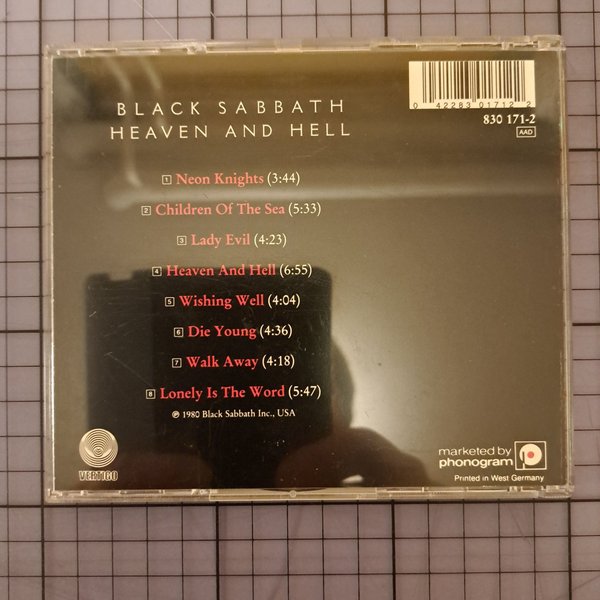 BLACK SABBATH
HEAVEN AND HELL
0 42283 01712 2
830 171-2
AAD
1 Neon Knights (3:44)
2 Children Of The Sea (5:33)
3 Lady Evil (4:23)
4 Heaven And Hell (6:55)
5 Wishing Well (4:04)
6 Die Young (4:36)
7 Walk Away (4:18)
8 Lonely Is The Word (5:47)
℗ 1980 Black Sabbath Inc., USA
VERTIGO
marketed by
phonogram
Printed in West Germany